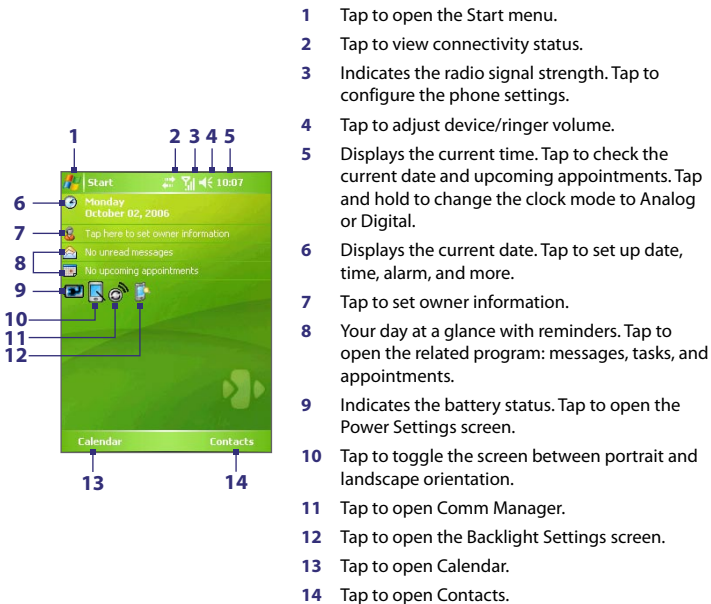 1 Tap to open the Start menu.
2 Tap to view connectivity status.
3 Indicates the radio signal strength. Tap to
configure the phone settings.
4 Tap to adjust device/ringer volume.
5 Displays the current time. Tap to check the
current date and upcoming appointments. Tap
and hold to change the clock mode to Analog
or Digital.
6 Displays the current date. Tap to set up date,
time, alarm, and more.
7 Tap to set owner information.
8 Your day at a glance with reminders. Tap to
open the related program: messages, tasks, and
appointments.
9 Indicates the battery status. Tap to open the
Power Settings screen.
10 Tap to toggle the screen between portrait and
landscape orientation.
11 Tap to open Comm Manager.
12 Tap to open the Backlight Settings screen.
13 Tap to open Calendar.
14 Tap to open Contacts.
1 2 3 4 5
Start 10:07
6
Monday
October 02, 2006
7
Tap here to set owner information
8
No unread messages
No upcoming appointments
9
10
11
12
Calendar Contacts
13 14